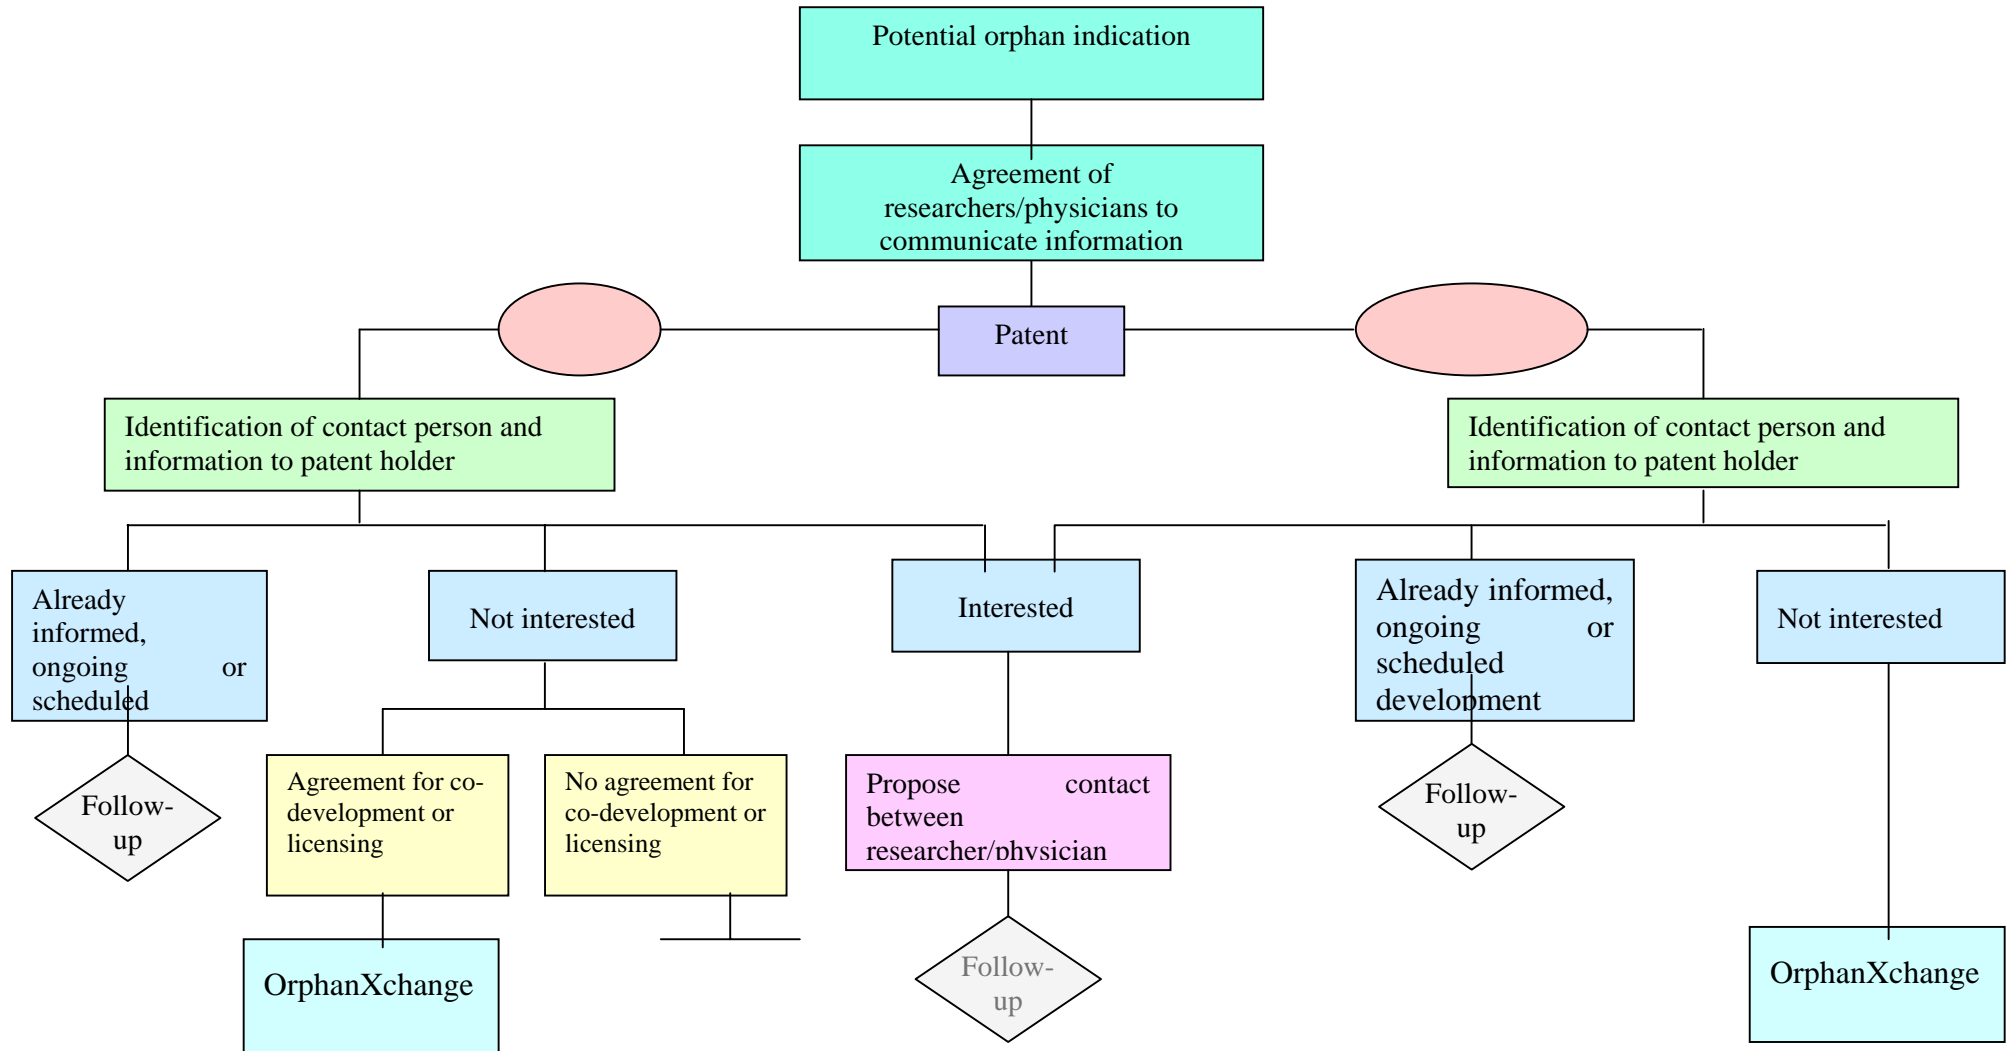 Potential orphan indication
Agreement of
researchers/physicians to
communicate information
Patent
Identification of contact person and
information to patent holder
Identification of contact person and
information to patent holder
Already
informed,
ongoing or
scheduled
Not interested
Interested
Already informed,
ongoing or
scheduled
development
Not interested
Follow-
up
Agreement for co-
development or
licensing
No agreement for
co-development or
licensing
Propose contact
between
researcher/physician
Follow-
up
OrphanXchange
Follow-
up
OrphanXchange